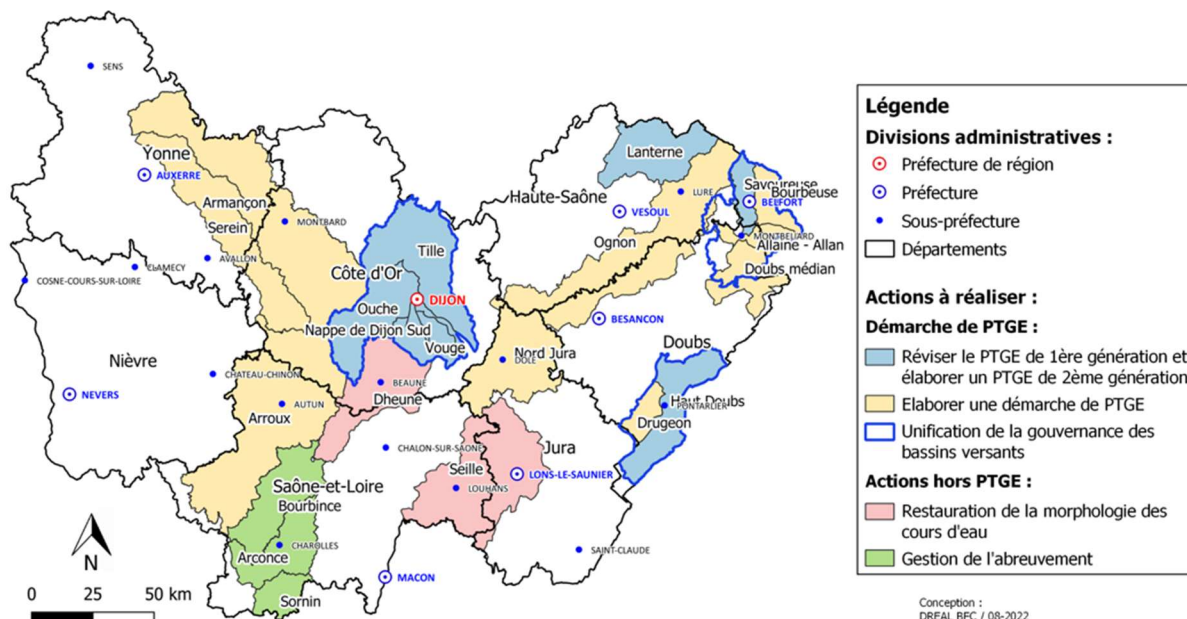 SENS
Yonne
AUXERRE
Armançon
Serein
MONTBARD
AVALLON
CLAMECY
COSNE-COURS-SUR-LOIRE
Nièvre
NEVERS
CHATEAU-CHINON
Côte d'Or
Tille
DIJON
Ouche
Nappe de Dijon Sud
Vouge
BEAUNE
Dheune
AUTUN
Arroux
CHALON-SUR-SAONE
Saône-et-Loire
Bourbince
CHAROLLES
Arconce
Sornin
MACON
Seille
LOUHANS
Jura
LONS-LE-SAUNIER
SAINT-CLAUDE
Nord Jura
DOLE
Lanterne
Haute-Saône
VESOUL
LURE
Ognon
BESANCON
Savoureuse
Bourbeuse
BELFORT
MONTBELIARD
Allaine - Allan
Doubs médian
Doubs
Haut Doubs
PONTARLIER
Drugeon
N
0 25 50 km
Légende
Divisions administratives :
Préfecture de région
Préfecture
Sous-préfecture
Départements
Actions à réaliser :
Démarche de PTGE :
Réviser le PTGE de 1ère génération et
élaborer un PTGE de 2ème génération
Elaborer une démarche de PTGE
Unification de la gouvernance des
bassins versants
Actions hors PTGE :
Restauration de la morphologie des
cours d'eau
Gestion de l'abreuvement
Conception :
DREAL BFC / 08-2022